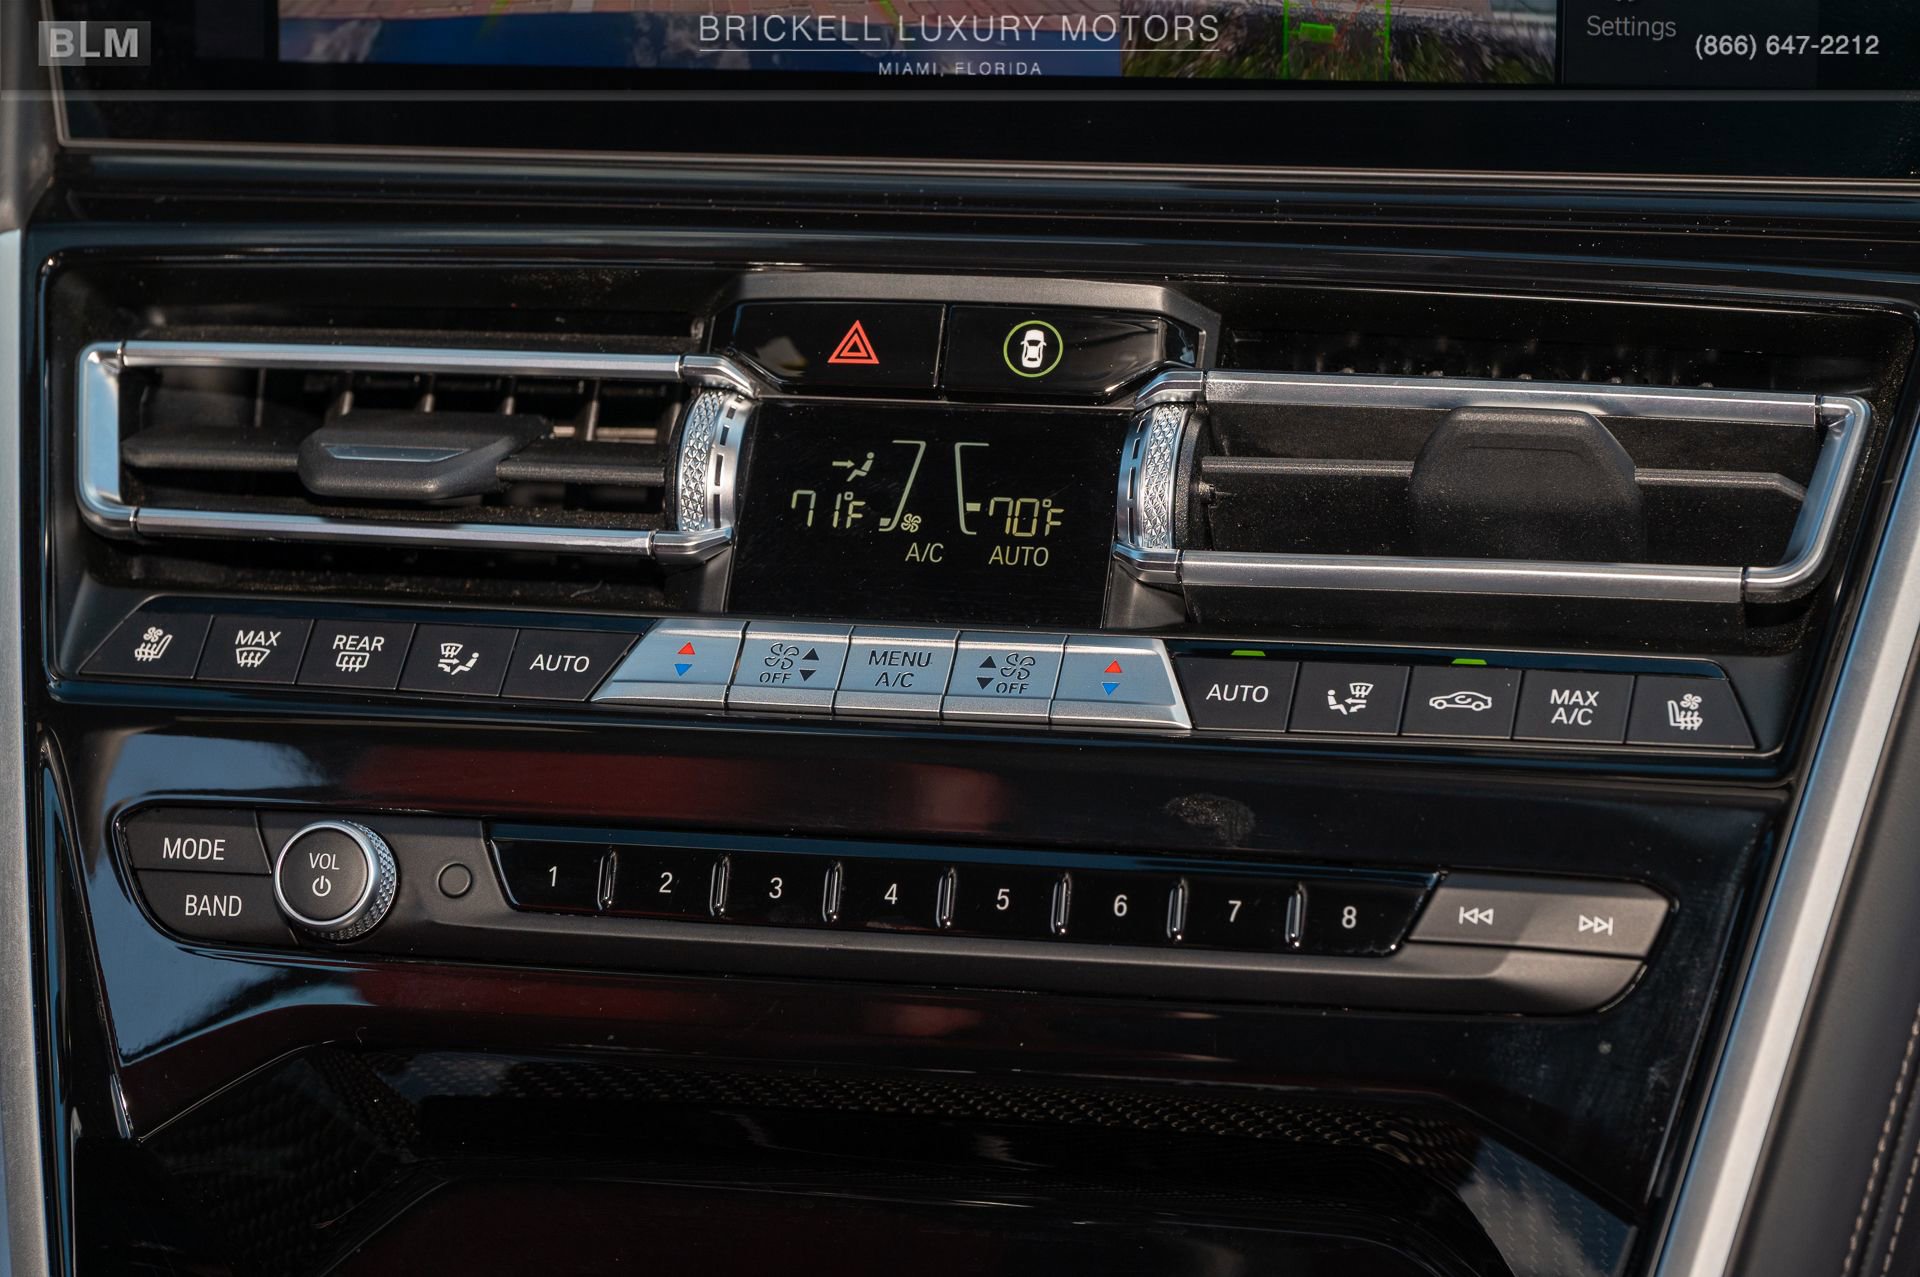 BLM
BRICKELL LUXURY MOTORS
MIAMI, FLORIDA
Settings
(866) 647-2212
71°F
70°F
A/C
AUTO
MAX
REAR
AUTO
OFF
MENU
A/C
OFF
AUTO
MAX
A/C
MODE
BAND
VOL
1 2 3 4 5 6 7 8